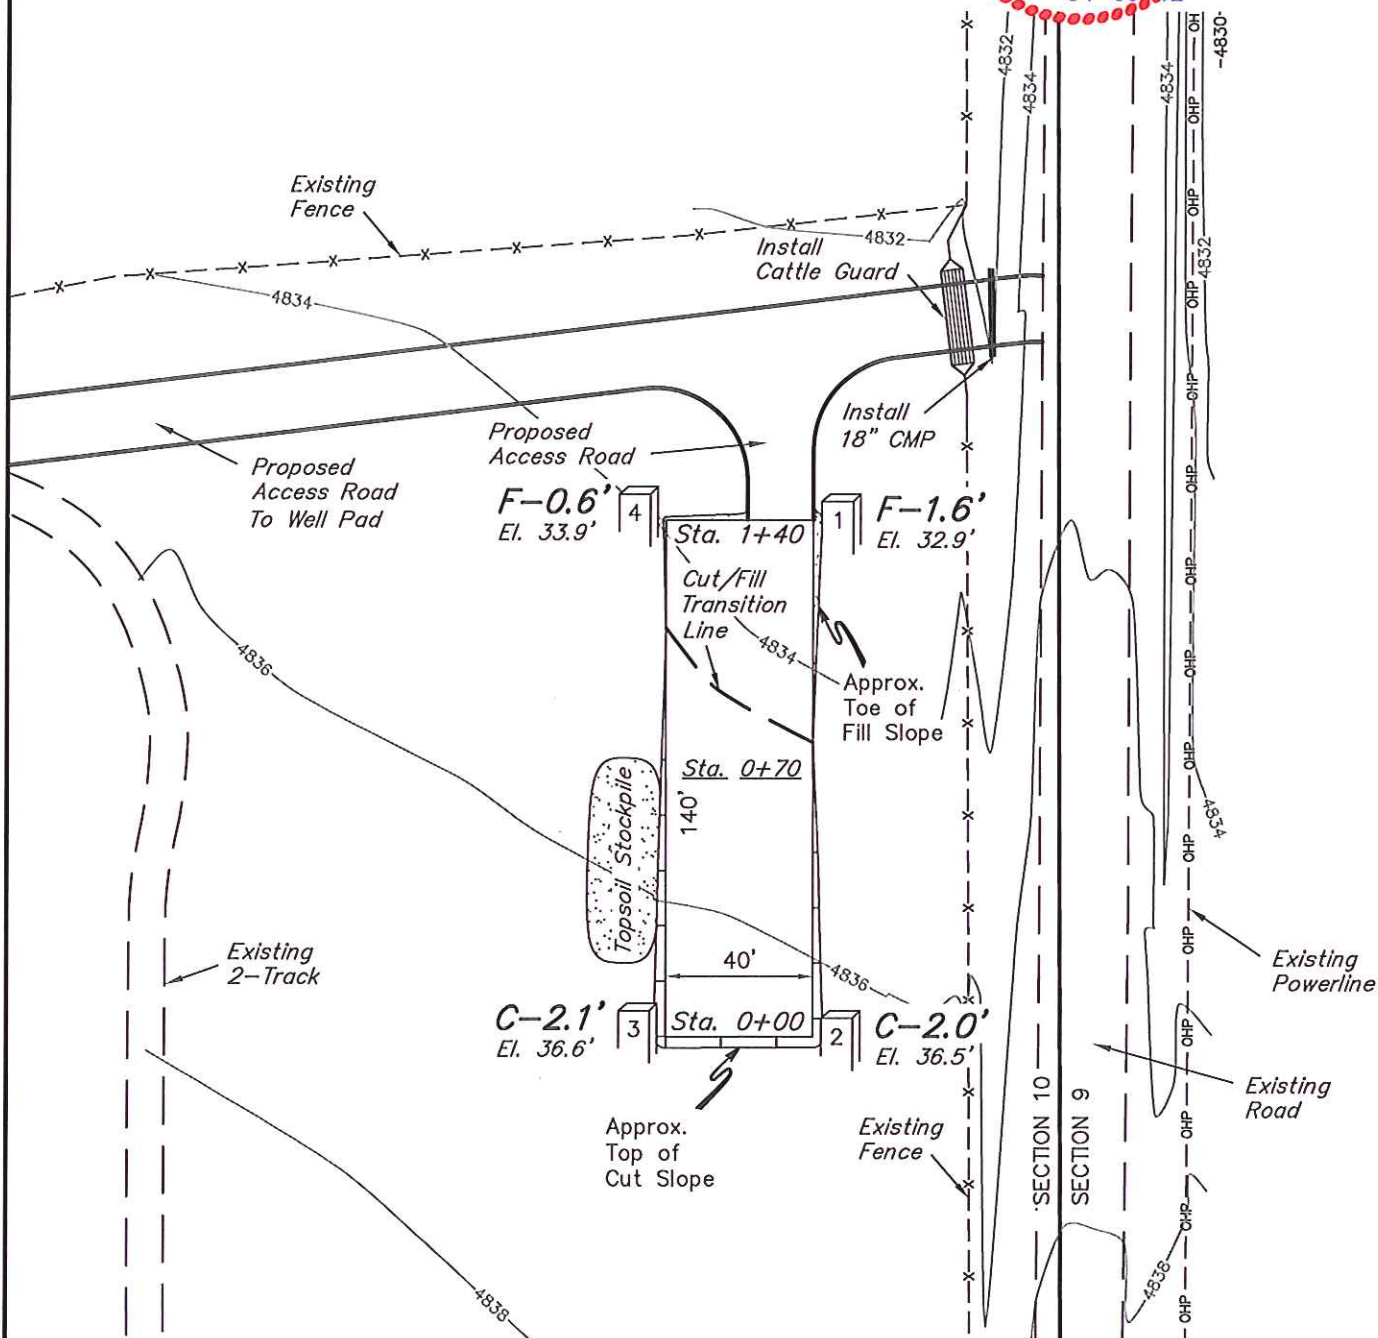 4832
4834
4834
OHP
-4830-
Existing
Fence
4832
Install
Cattle Guard
4832
4834
Install
18" CMP
Proposed
Access Road
Proposed
Access Road
To Well Pad
F-0.6'
El. 33.9'
4
1
F-1.6'
El. 32.9'
Sta. 1+40
Cut/Fill
Transition
Line
4834
4836
Approx.
Toe of
Fill Slope
Sta. 0+70
140'
Topsoil Stockpile
4834
Existing
2-Track
40'
4836
Existing
Powerline
C-2.1'
El. 36.6'
3
Sta. 0+00
2
C-2.0'
El. 36.5'
Existing
Road
Approx.
Top of
Cut Slope
Existing
Fence
SECTION 10
SECTION 9
4838
4838